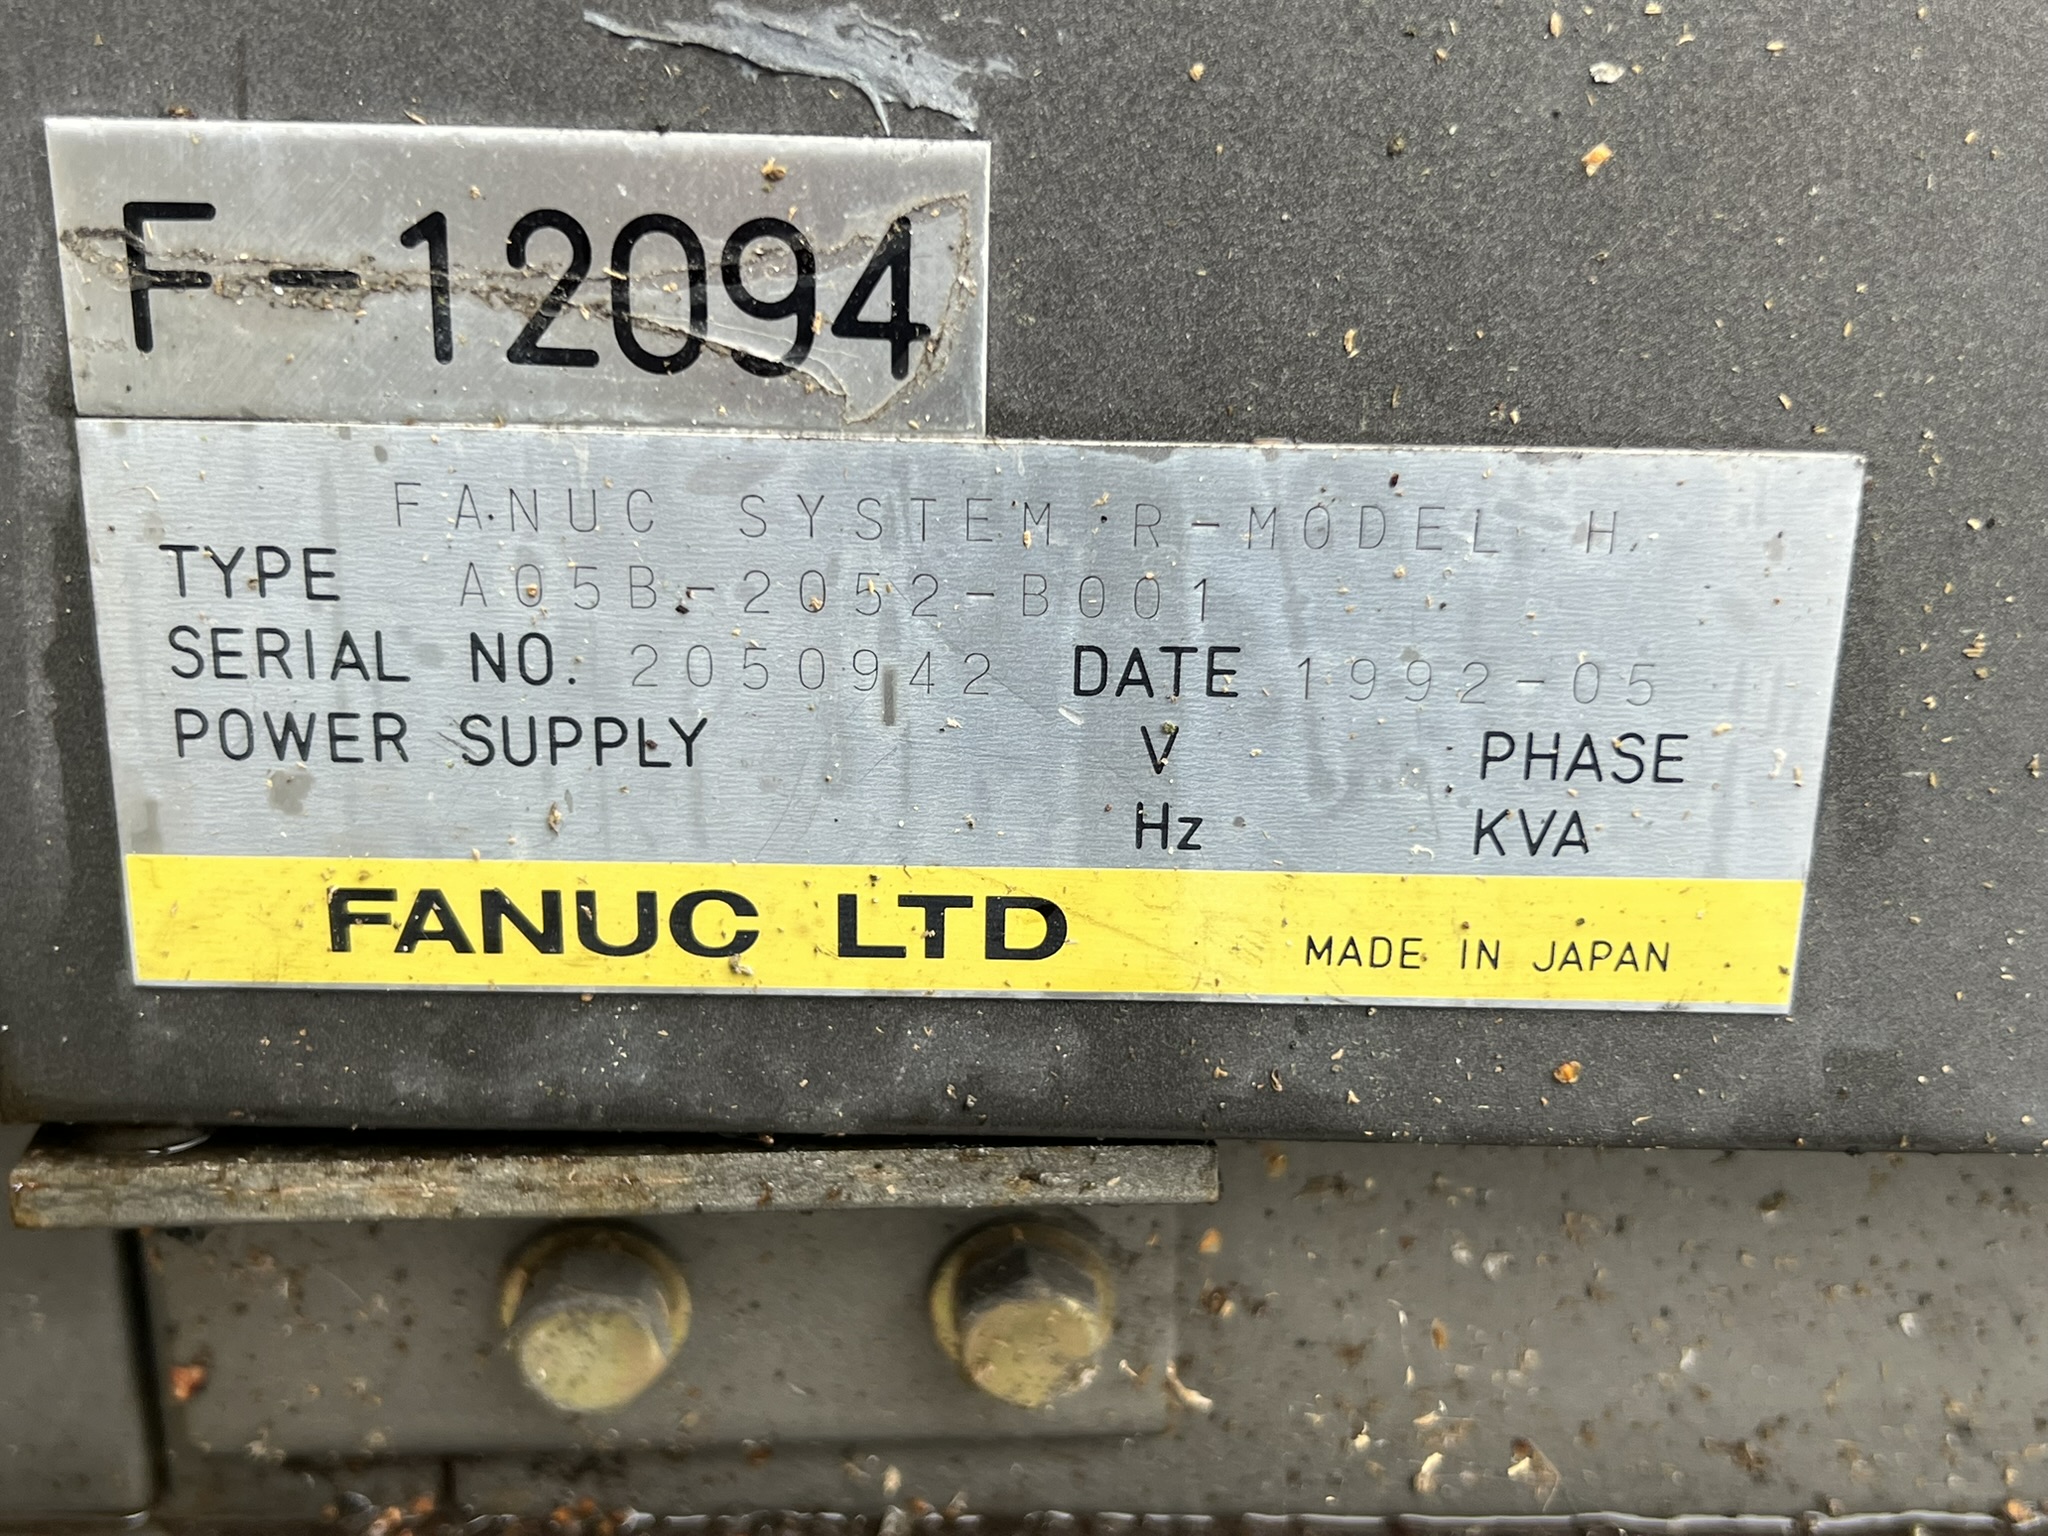 F-12094
FANUC SYSTEM R-MODEL H
TYPE A05B-2052-B001
SERIAL NO. 2050942 DATE 1992-05
POWER SUPPLY V PHASE
Hz KVA
FANUC LTD MADE IN JAPAN